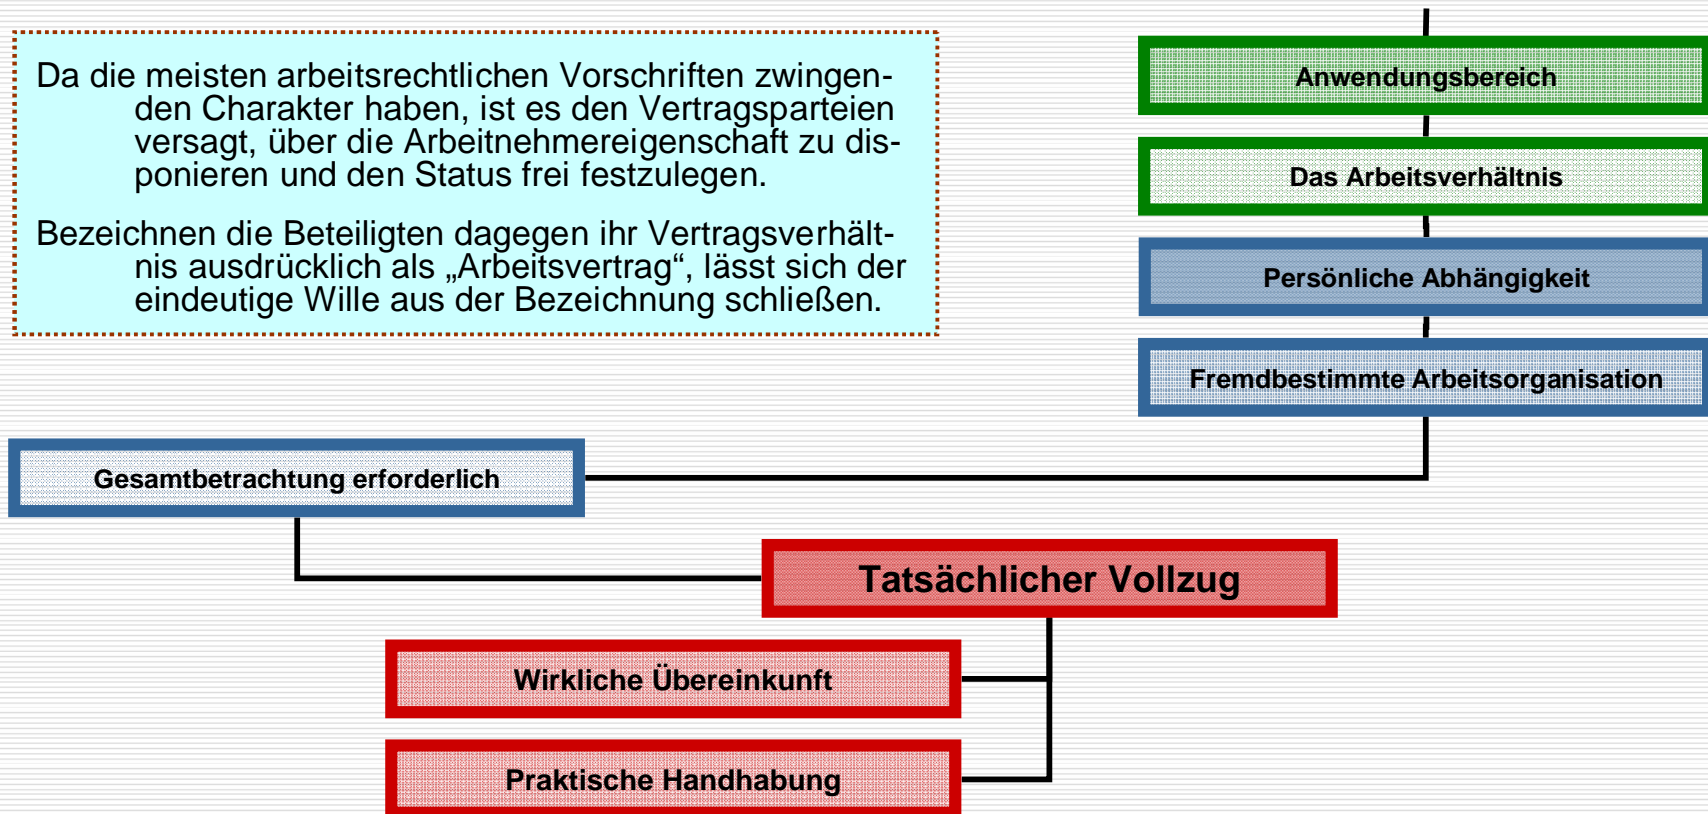 Da die meisten arbeitsrechtlichen Vorschriften zwingen-
den Charakter haben, ist es den Vertragsparteien
versagt, über die Arbeitnehmereigenschaft zu dis-
ponieren und den Status frei festzulegen.
Bezeichnen die Beteiligten dagegen ihr Vertragsverhält-
nis ausdrücklich als „Arbeitsvertrag“, lässt sich der
eindeutige Wille aus der Bezeichnung schließen.
Anwendungsbereich
Das Arbeitsverhältnis
Persönliche Abhängigkeit
Fremdbestimmte Arbeitsorganisation
Gesamtbetrachtung erforderlich
Tatsächlicher Vollzug
Wirkliche Übereinkunft
Praktische Handhabung